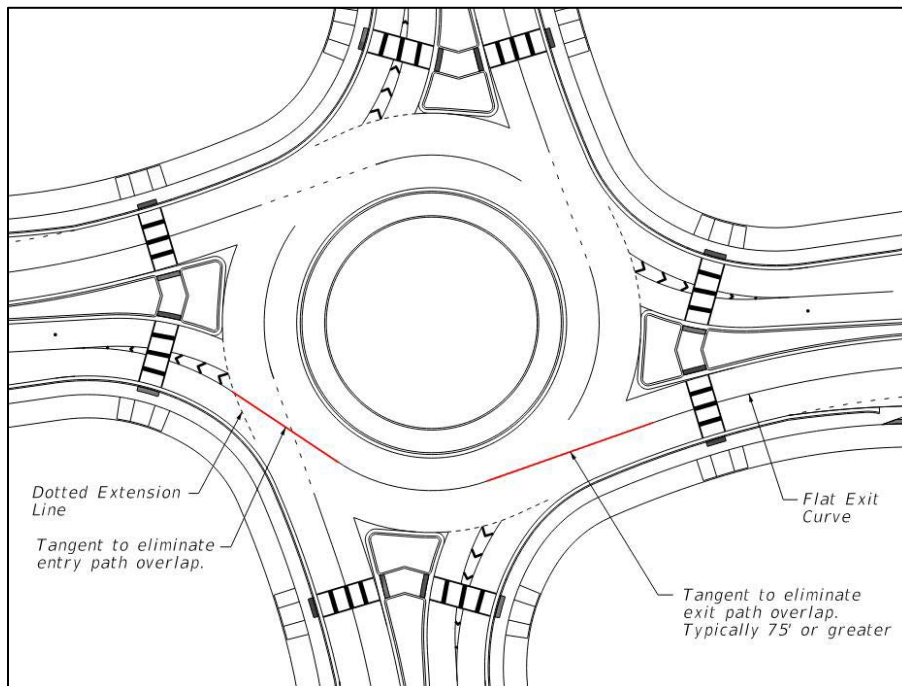 Dotted Extension
Line
Tangent to eliminate
entry path overlap.
Flat Exit
Curve
Tangent to eliminate
exit path overlap.
Typically 75' or greater